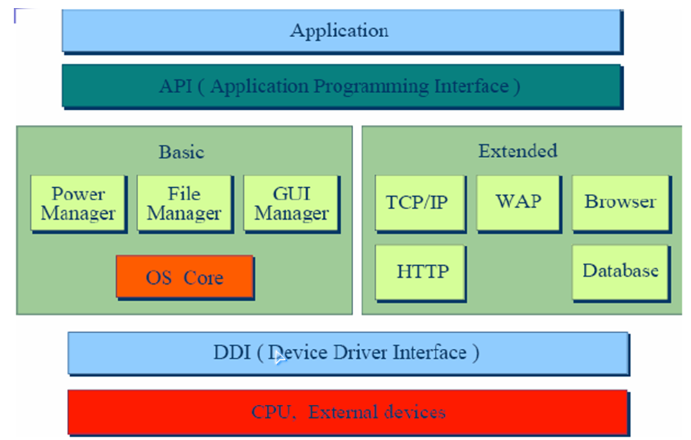 Application
API ( Application Programming Interface )
Basic
Extended
Power
Manager
File
Manager
GUI
Manager
TCP/IP
WAP
Browser
OS Core
HTTP
Database
DDI ( Device Driver Interface )
CPU、External devices